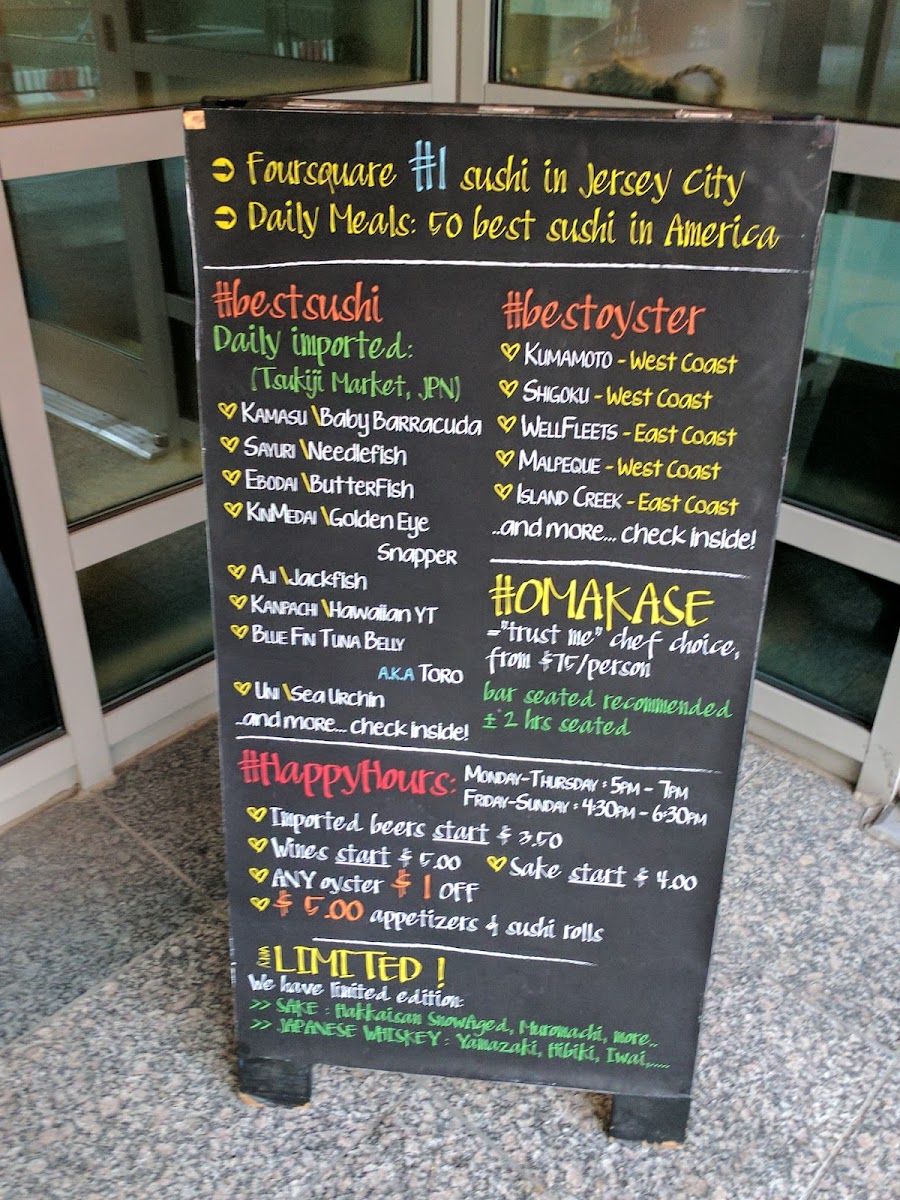 ➲ Foursquare #1 sushi in Jersey City
➲ Daily Meals: 50 best sushi in America
#bestsushi
Daily imported:
(Tsukiji Market, JPN)
KAMASU \Baby Barracuda
SAYURI \Needlefish
EBODAI \ButterFish
KINMEDAI \Golden Eye
Snapper
AJI \Jackfish
KANPACHI \Hawaiian YT
BLUE FIN TUNA BELLY
A.K.A TORO
UNI \Sea Urchin
..and more... check inside!
#bestoyster
KUMAMOTO - West Coast
SHIGOKU - West Coast
WELLFLEETS - East Coast
MALPEQUE - West Coast
ISLAND CREEK - East Coast
..and more... check inside!
#OMAKASE
="trust me" chef choice,
from $75/person
bar seated recommended
± 2 hrs seated
#HappyHours:
MONDAY-THURSDAY : 5PM - 7PM
FRIDAY-SUNDAY : 4:30PM - 6:30PM
Imported beers start $ 3.50
Wines start $ 5.00
Sake start $ 4.00
ANY oyster $ 1 OFF
$ 5.00 appetizers & sushi rolls
VERY LIMITED !
We have limited edition:
>> SAKE : Hakkaisan SnowAged, Muromachi, more..
>> JAPANESE WHISKEY : Yamazaki, Hibiki, Iwai,.....